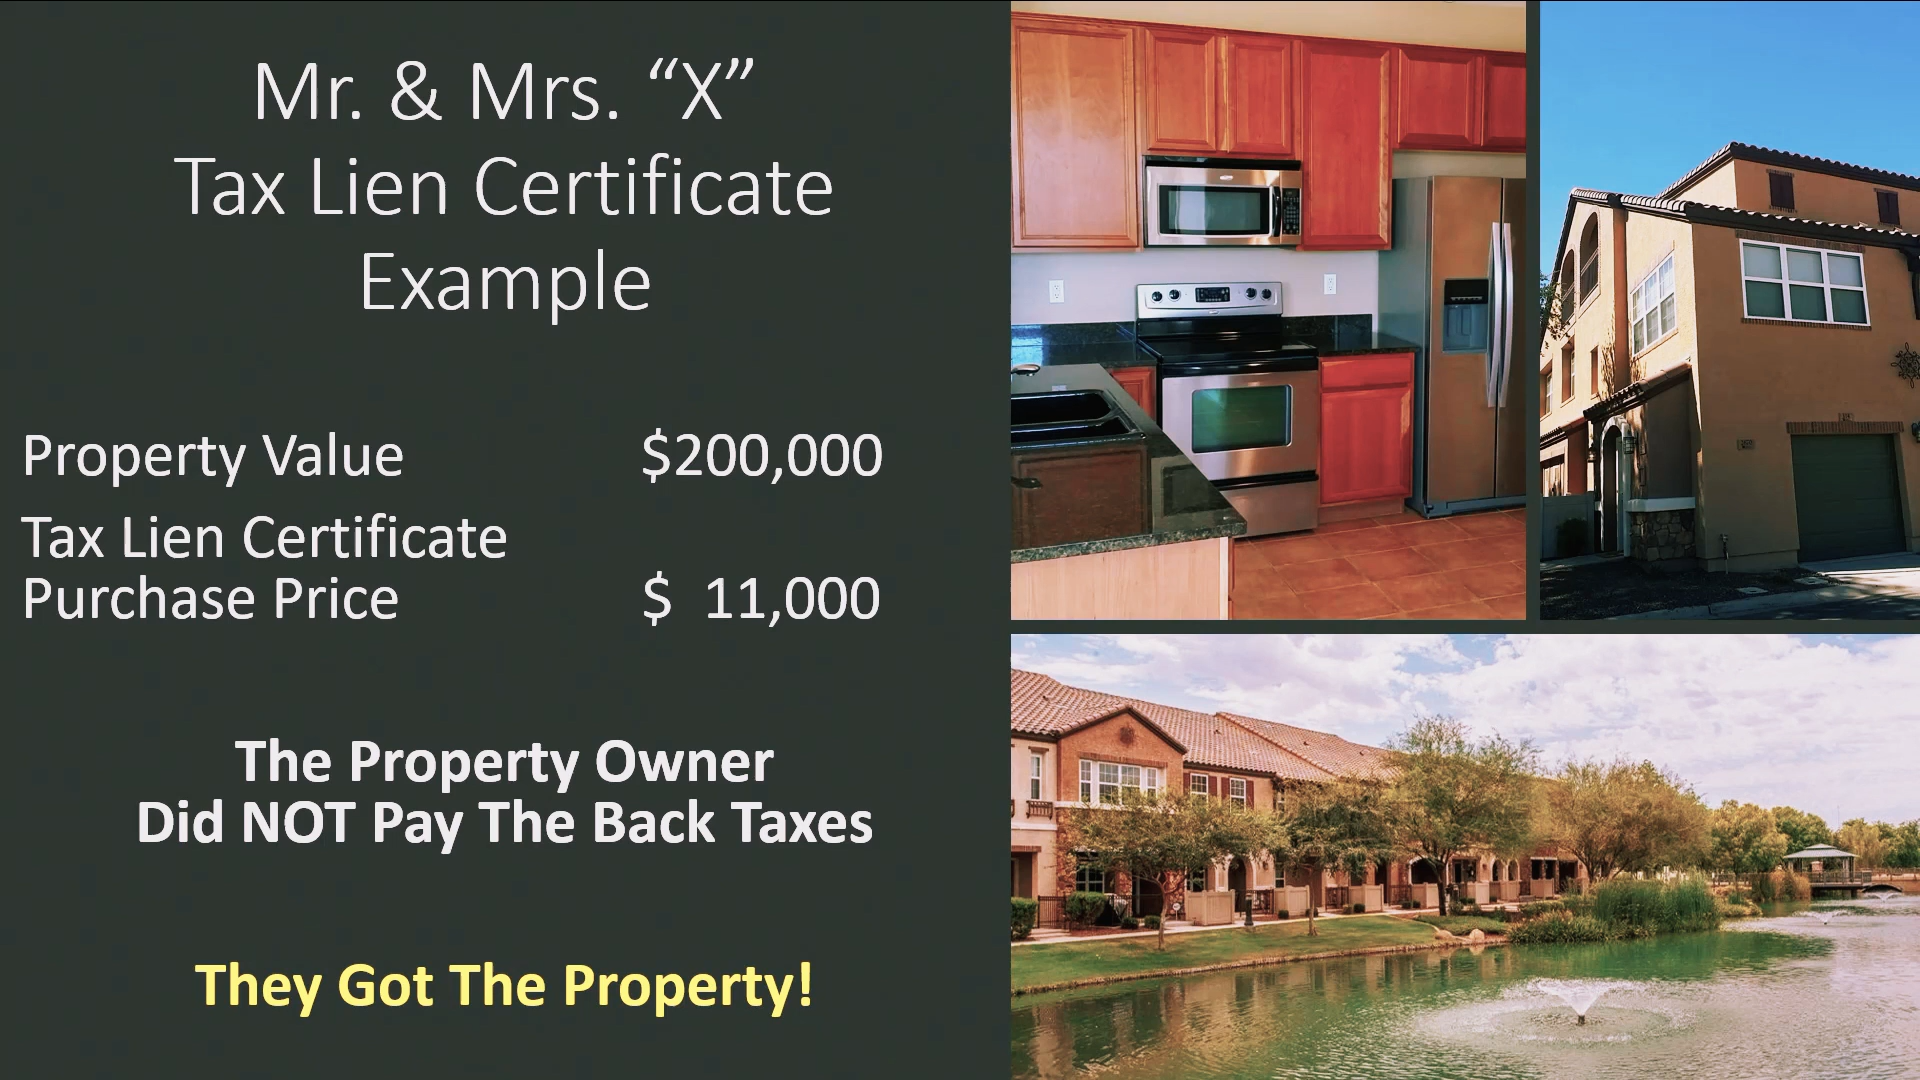 Mr. & Mrs. “X”
Tax Lien Certificate
Example
Property Value $200,000
Tax Lien Certificate
Purchase Price $ 11,000
The Property Owner
Did NOT Pay The Back Taxes
They Got The Property!